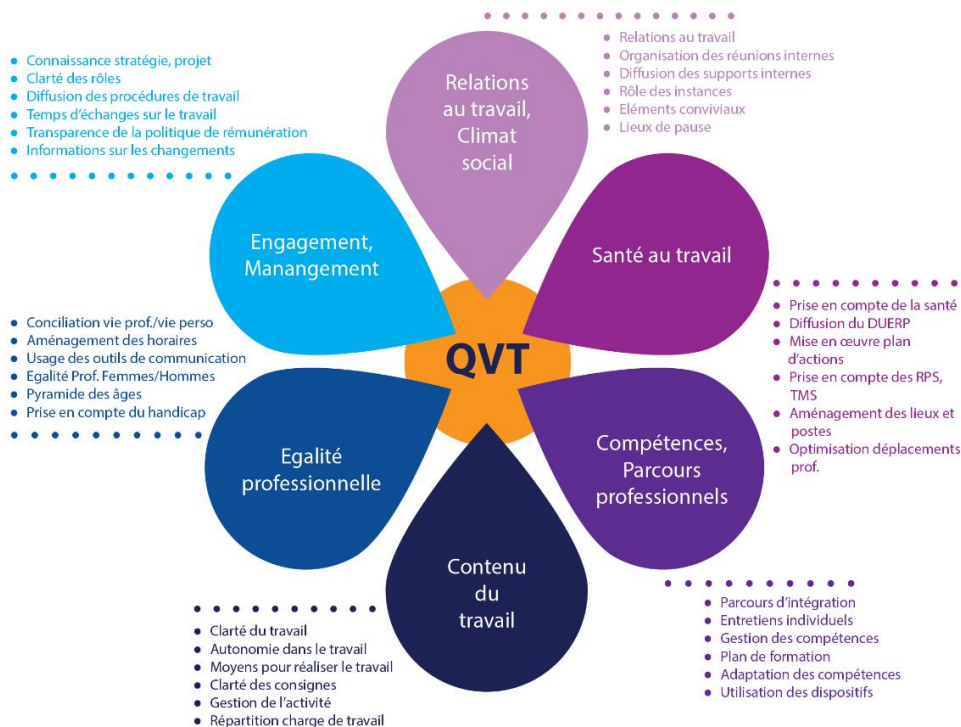 Relations
au travail,
Climat
social
• Relations au travail
• Organisation des réunions internes
• Diffusion des supports internes
• Rôle des instances
• Eléments conviviaux
• Lieux de pause
• Connaissance stratégie, projet
• Clarté des rôles
• Diffusion des procédures de travail
• Temps d'échanges sur le travail
• Transparence de la politique de rémunération
• Informations sur les changements
Engagement,
Manangement
Santé au travail
• Prise en compte de la santé
• Diffusion du DUERP
• Mise en œuvre plan
d'actions
• Prise en compte des RPS,
TMS
• Aménagement des lieux et
postes
• Optimisation déplacements
prof.
QVT
• Conciliation vie prof./vie perso
• Aménagement des horaires
• Usage des outils de communication
• Egalité Prof. Femmes/Hommes
• Pyramide des âges
• Prise en compte du handicap
Egalité
professionnelle
Compétences,
Parcours
professionnels
• Parcours d'intégration
• Entretiens individuels
• Gestion des compétences
• Plan de formation
• Adaptation des compétences
• Utilisation des dispositifs
Contenu
du
travail
• Clarté du travail
• Autonomie dans le travail
• Moyens pour réaliser le travail
• Clarté des consignes
• Gestion de l'activité
• Répartition charge de travail